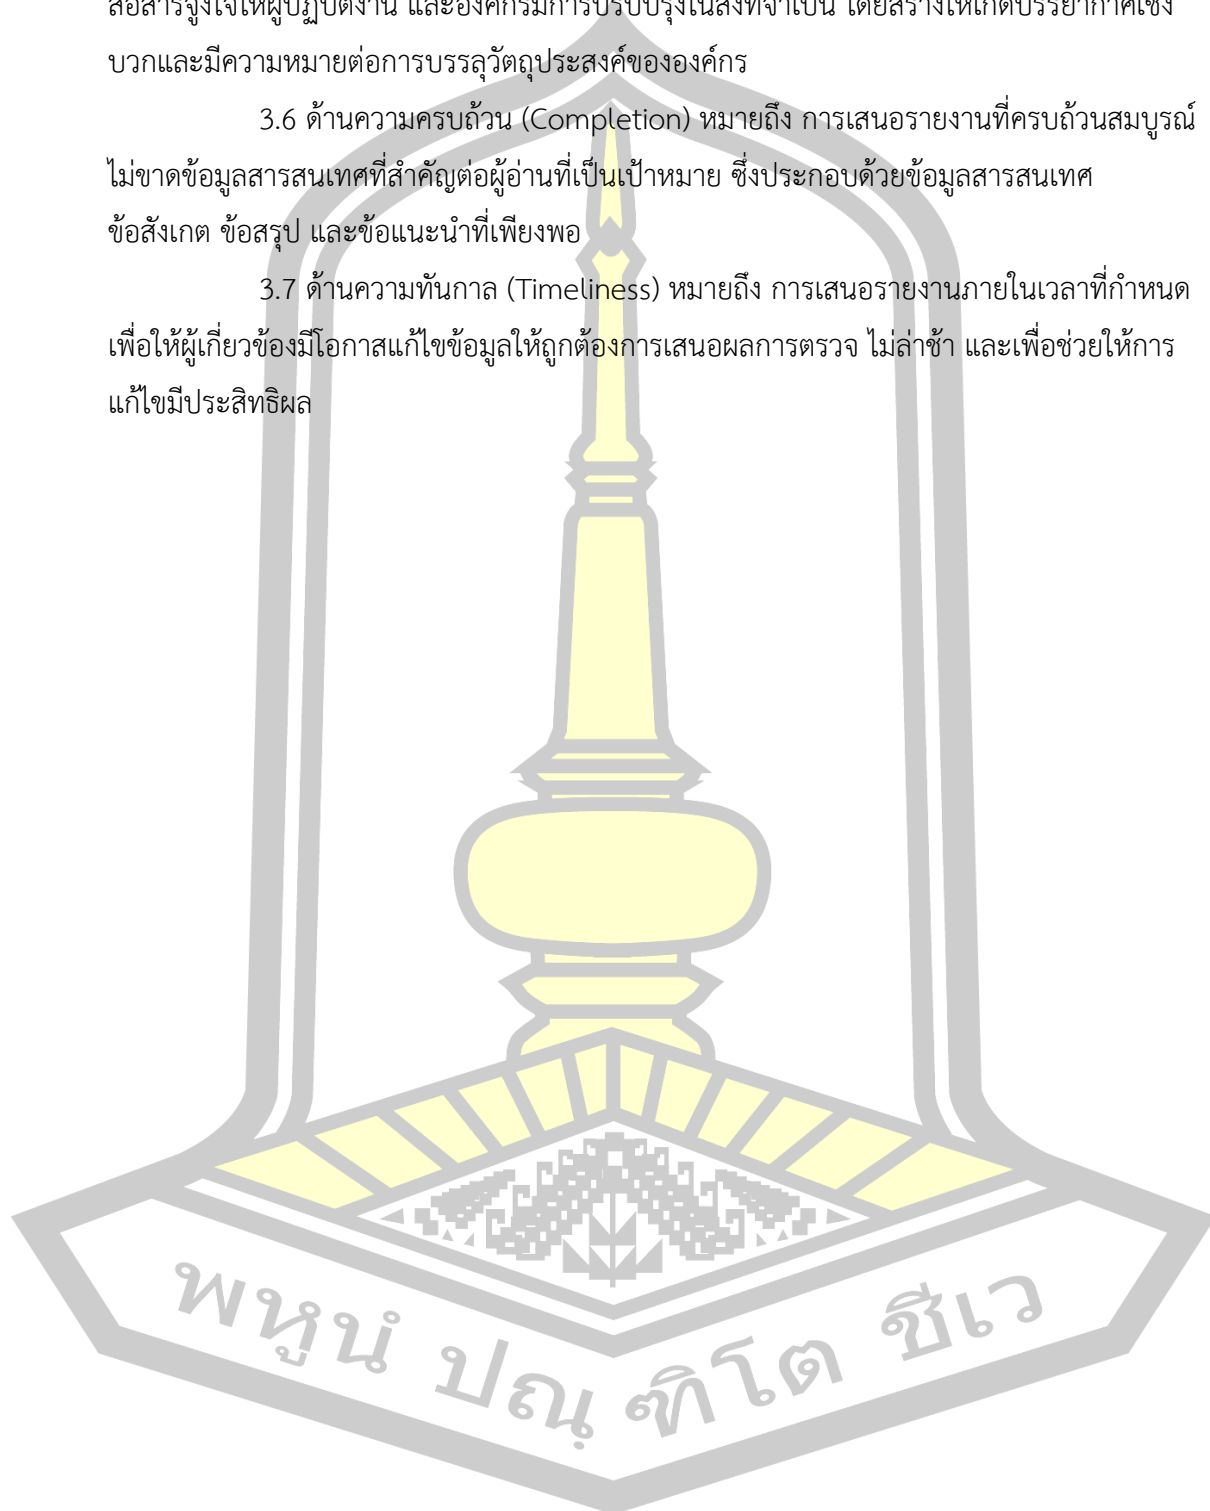 สื่อสารจูงใจให้ผู้ปฏิบัติงาน และองค์กรมีการปรับปรุงในสิ่งที่จำเป็น โดยสร้างให้เกิดบรรยากาศเชิง
บวกและมีความหมายต่อการบรรลุวัตถุประสงค์ขององค์กร
3.6 ด้านความครบถ้วน (Completion) หมายถึง การเสนอรายงานที่ครบถ้วนสมบูรณ์
ไม่ขาดข้อมูลสารสนเทศที่สำคัญต่อผู้อ่านที่เป็นเป้าหมาย ซึ่งประกอบด้วยข้อมูลสารสนเทศ
ข้อสังเกต ข้อสรุป และข้อแนะนำที่เพียงพอ
3.7 ด้านความทันกาล (Timeliness) หมายถึง การเสนอรายงานภายในเวลาที่กำหนด
เพื่อให้ผู้เกี่ยวข้องมีโอกาสแก้ไขข้อมูลให้ถูกต้องการเสนอผลการตรวจ ไม่ล่าช้า และเพื่อช่วยให้การ
แก้ไขมีประสิทธิผล
พหูนํ ปณฺฑิโต ชีเว